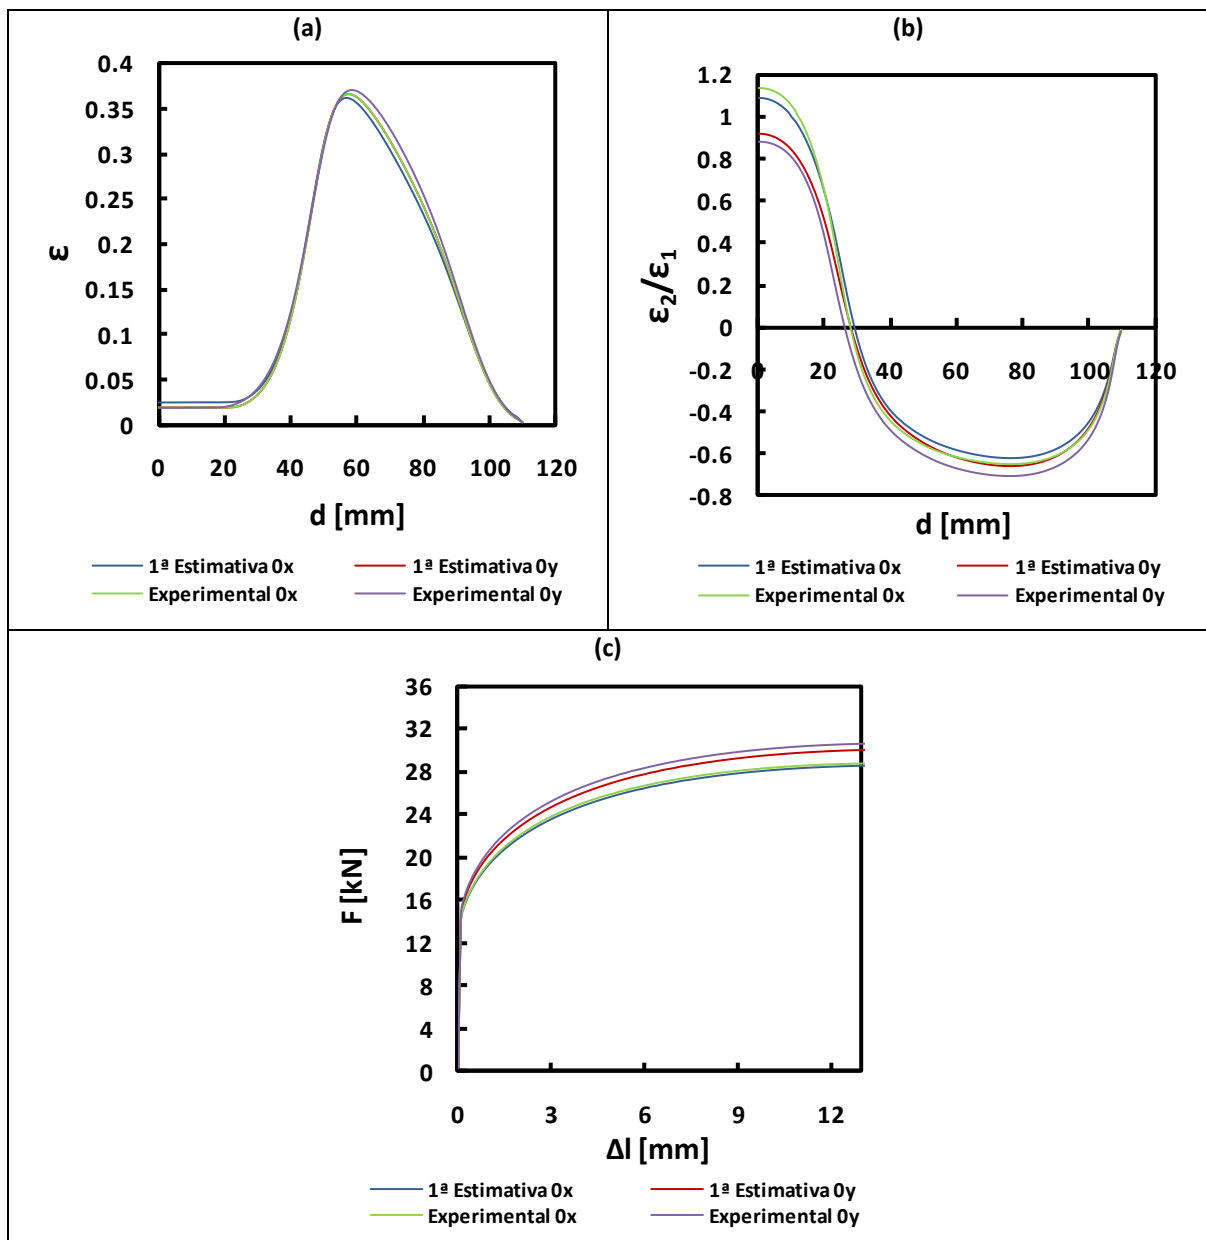 (a)
0.4
0.35
0.3
0.25
0.2
0.15
0.1
0.05
0
ε
0 20 40 60 80 100 120
d [mm]
1ª Estimativa 0x 1ª Estimativa 0y
Experimental 0x Experimental 0y
(b)
1.2
1
0.8
0.6
0.4
0.2
0
-0.2
-0.4
-0.6
-0.8
ε₂/ε₁
0 20 40 60 80 100 120
d [mm]
1ª Estimativa 0x 1ª Estimativa 0y
Experimental 0x Experimental 0y
(c)
36
32
28
24
20
16
12
8
4
0
F [kN]
0 3 6 9 12
Δl [mm]
1ª Estimativa 0x 1ª Estimativa 0y
Experimental 0x Experimental 0y